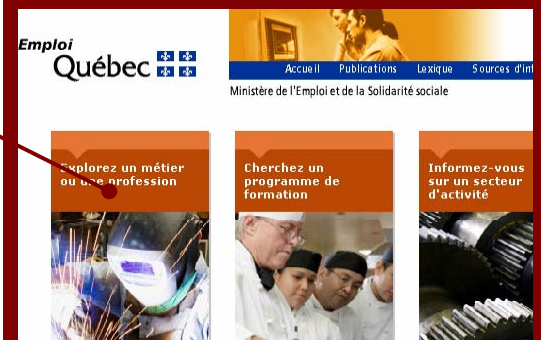 Emploi
Québec
Accueil Publications Lexique Sources d'inf
Ministère de l'Emploi et de la Solidarité sociale
Explorez un métier
ou une profession
Cherchez un
programme de
formation
Informez-vous
sur un secteur
d'activité